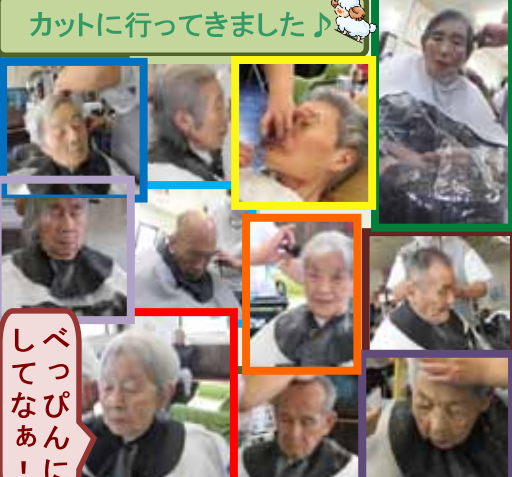 カットに行ってきました♪
べっぴんに
してなぁ！